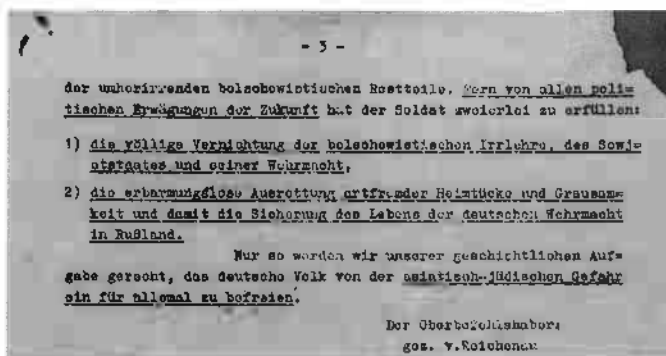 - 3 -
der umherirrenden bolschewistischen Restteile. Fern von allen poli=
tischen Erwägungen der Zukunft hat der Soldat zweierlei zu erfüllen:
1) die völlige Vernichtung der bolschewistischen Irrlehre, des Sowj=
etstaates und seiner Wehrmacht,
2) die erbarmungslose Ausrottung artfremder Heimtücke und Grausam=
keit und damit die Sicherung des Lebens der deutschen Wehrmacht
in Rußland.
Nur so werden wir unserer geschichtlichen Auf=
gabe gerecht, das deutsche Volk von der asiatisch-jüdischen Gefahr
ein für allemal zu befreien.
Der Oberbefehlshaber:
gez. v.Reichenau